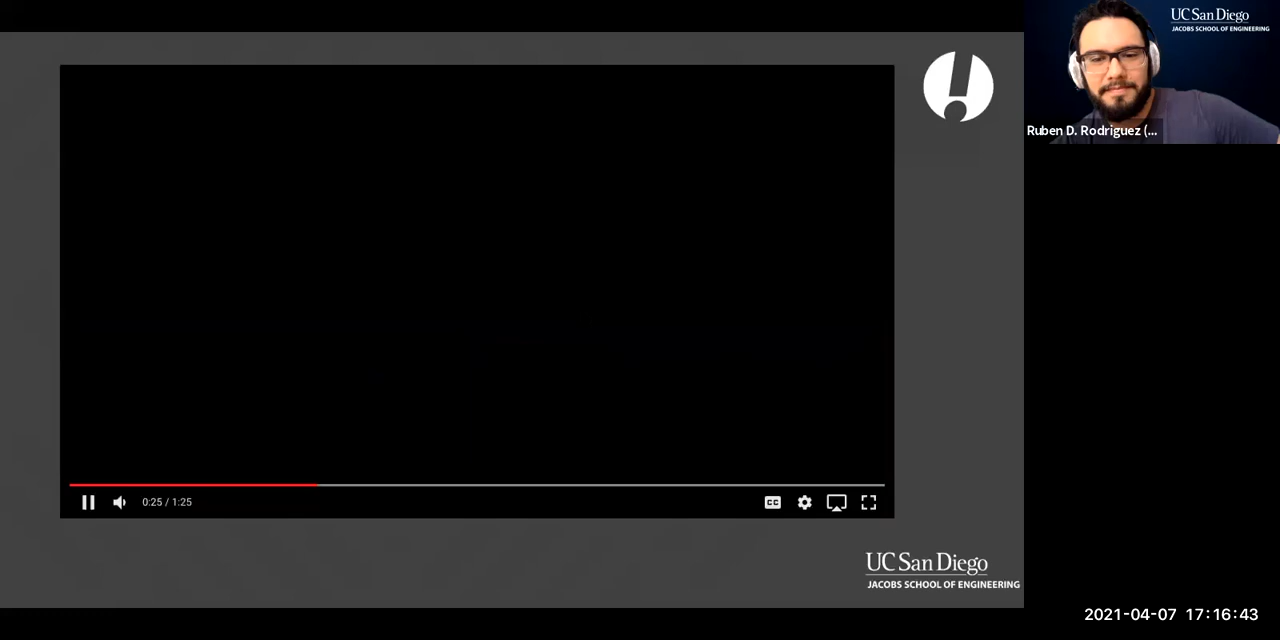 UC San Diego
JACOBS SCHOOL OF ENGINEERING
Ruben D. Rodriguez (...
0:25 / 1:25
CC
UC San Diego
JACOBS SCHOOL OF ENGINEERING
2021-04-07 17:16:43